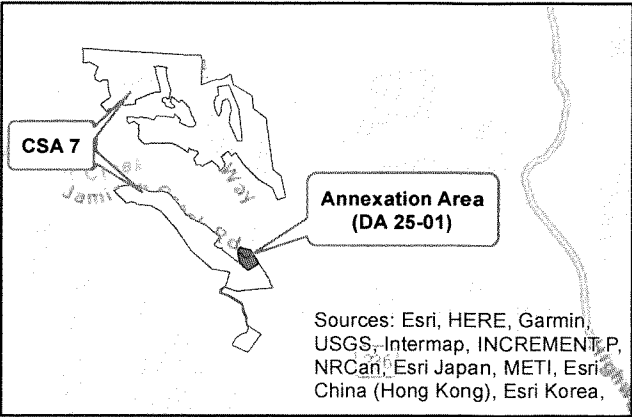 CSA 7
Way
Annexation Area
(DA 25-01)
Sources: Esri, HERE, Garmin,
USGS, Intermap, INCREMENT P,
NRCan, Esri Japan, METI, Esri
China (Hong Kong), Esri Korea,